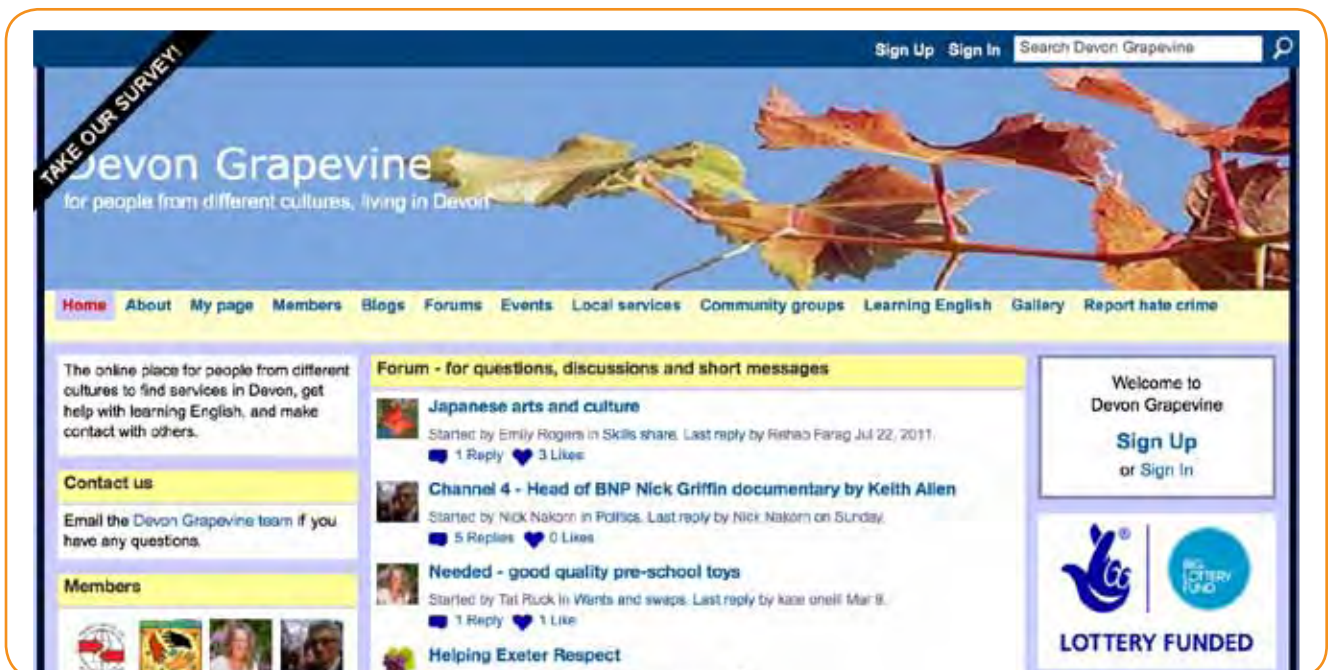 Sign Up Sign In Search Devon Grapevine
TAKE OUR SURVEY!
Devon Grapevine
for people from different cultures, living in Devon
Home About My page Members Blogs Forums Events Local services Community groups Learning English Gallery Report hate crime
The online place for people from different
cultures to find services in Devon, get
help with learning English, and make
contact with others.
Contact us
Email the Devon Grapevine team if you
have any questions.
Members
Forum - for questions, discussions and short messages
Japanese arts and culture
Started by Emily Rogers in Skills share. Last reply by Rehab Farag Jul 22, 2011.
1 Reply 3 Likes
Channel 4 - Head of BNP Nick Griffin documentary by Keith Allen
Started by Nick Nakorn in Politics. Last reply by Nick Nakorn on Sunday.
5 Replies 0 Likes
Needed - good quality pre-school toys
Started by Tat Ruck in Wants and swaps. Last reply by kate oneill Mar 9.
1 Reply 1 Like
Helping Exeter Respect
Welcome to
Devon Grapevine
Sign Up
or Sign In
BIG
LOTTERY
FUND
LOTTERY FUNDED